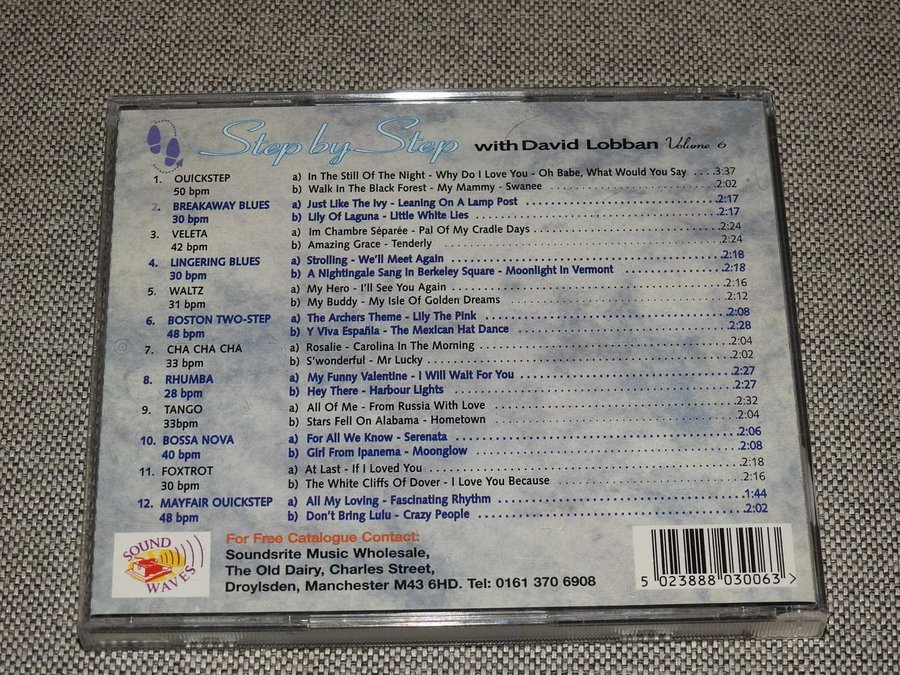 Step by Step with David Lobban Volume 6
1. QUICKSTEP a) In The Still Of The Night - Why Do I Love You - Oh Babe, What Would You Say ....3:37
50 bpm b) Walk In The Black Forest - My Mammy - Swanee ....2:02
2. BREAKAWAY BLUES a) Just Like The Ivy - Leaning On A Lamp Post ....2:17
30 bpm b) Lily Of Laguna - Little White Lies ....2:17
3. VELETA a) Im Chambre Séparée - Pal Of My Cradle Days ....2:24
42 bpm b) Amazing Grace - Tenderly ....2:24
4. LINGERING BLUES a) Strolling - We'll Meet Again ....2:18
30 bpm b) A Nightingale Sang In Berkeley Square - Moonlight In Vermont ....2:18
5. WALTZ a) My Hero - I'll See You Again ....2:16
31 bpm b) My Buddy - My Isle Of Golden Dreams ....2:12
6. BOSTON TWO-STEP a) The Archers Theme - Lily The Pink ....2:08
48 bpm b) Y Viva Españia - The Mexican Hat Dance ....2:28
7. CHA CHA CHA a) Rosalie - Carolina In The Morning ....2:04
33 bpm b) S'wonderful - Mr Lucky ....2:02
8. RHUMBA a) My Funny Valentine - I Will Wait For You ....2:27
28 bpm b) Hey There - Harbour Lights ....2:27
9. TANGO a) All Of Me - From Russia With Love ....2:32
33bpm b) Stars Fell On Alabama - Hometown ....2:04
10. BOSSA NOVA a) For All We Know - Serenata ....2:06
40 bpm b) Girl From Ipanema - Moonglow ....2:08
11. FOXTROT a) At Last - If I Loved You ....2:18
30 bpm b) The White Cliffs Of Dover - I Love You Because ....2:16
12. MAYFAIR QUICKSTEP a) All My Loving - Fascinating Rhythm ....1:44
48 bpm b) Don't Bring Lulu - Crazy People ....2:02
SOUND WAVES
For Free Catalogue Contact:
Soundsrite Music Wholesale,
The Old Dairy, Charles Street,
Droylsden, Manchester M43 6HD. Tel: 0161 370 6908
5 023888 030063 >